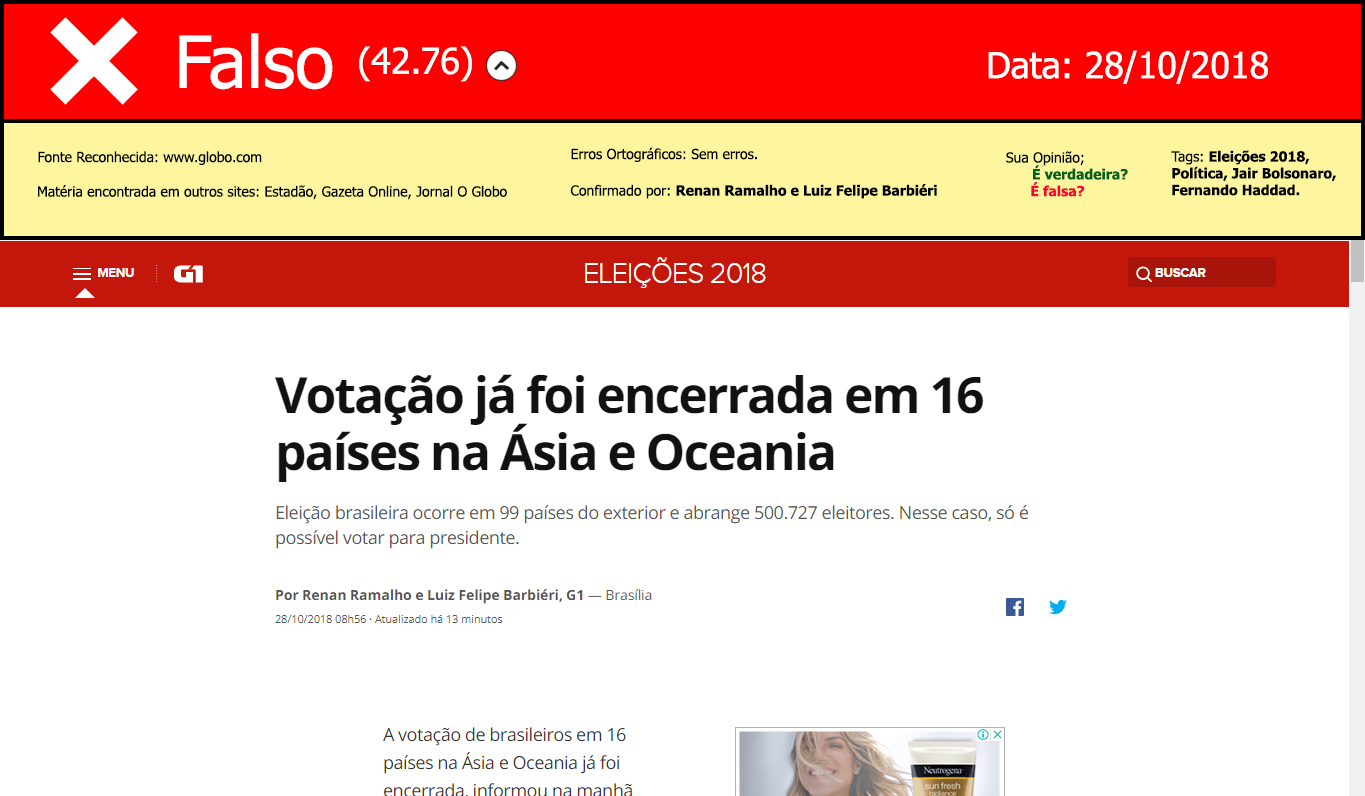 Falso (42.76)
Data: 28/10/2018
Fonte Reconhecida: www.globo.com
Matéria encontrada em outros sites: Estadão, Gazeta Online, Jornal O Globo
Erros Ortográficos: Sem erros.
Confirmado por: Renan Ramalho e Luiz Felipe Barbiéri
Sua Opinião;
É verdadeira?
É falsa?
Tags: Eleições 2018,
Política, Jair Bolsonaro,
Fernando Haddad.
MENU
G1
ELEIÇÕES 2018
BUSCAR
Votação já foi encerrada em 16
países na Ásia e Oceania
Eleição brasileira ocorre em 99 países do exterior e abrange 500.727 eleitores. Nesse caso, só é
possível votar para presidente.
Por Renan Ramalho e Luiz Felipe Barbiéri, G1 — Brasília
28/10/2018 08h56 · Atualizado há 13 minutos
A votação de brasileiros em 16
países na Ásia e Oceania já foi
encerrada, informou na manhã
Neutrogena
sun fresh
radiance